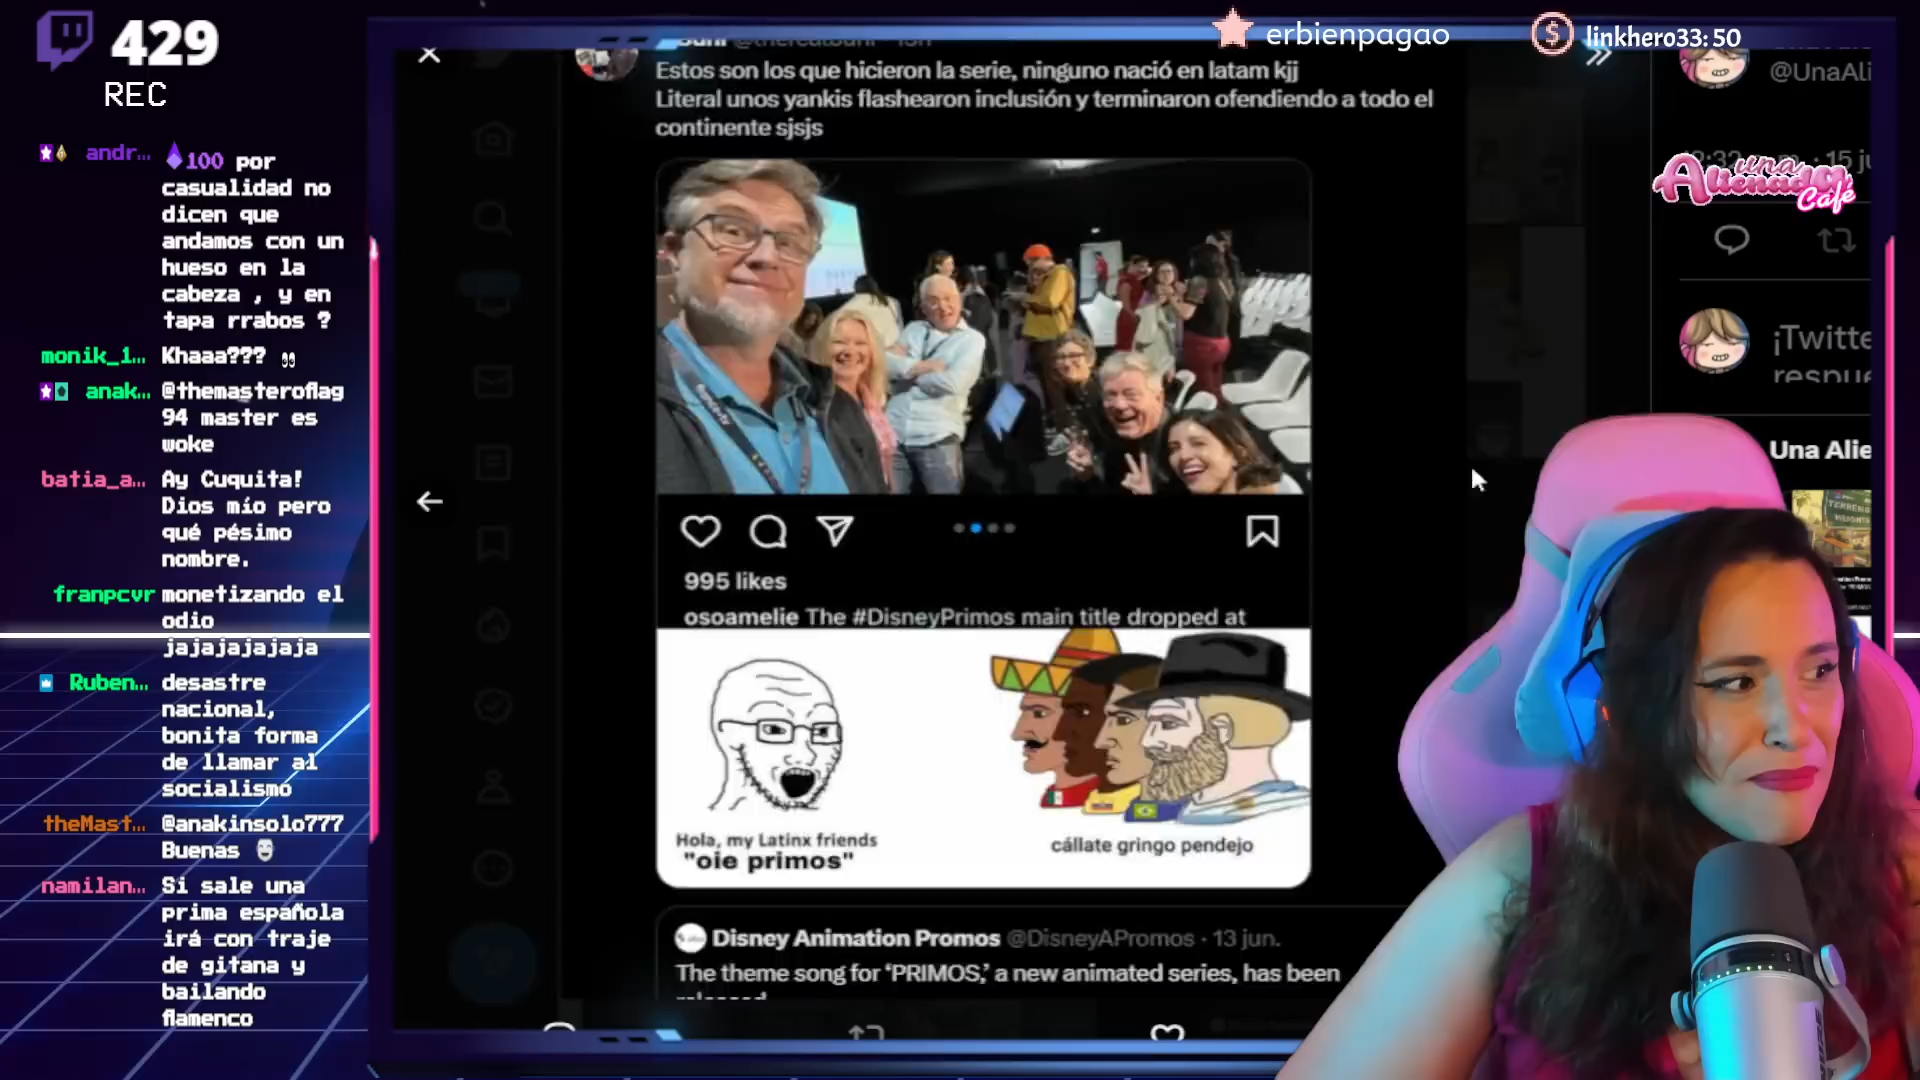 429
REC
andr... 100 por
casualidad no
dicen que
andamos con un
hueso en la
cabeza , y en
tapa rrabos ?
monik_1... Khaaa???
anak... @themasteroflag
94 master es
woke
batia_a... Ay Cuquita!
Dios mío pero
qué pésimo
nombre.
franpcvr monetizando el
odio
jajajajajaja
Ruben... desastre
nacional,
bonita forma
de llamar al
socialismo
theMast... @anakinsolo777
Buenas
namilan... Si sale una
prima española
irá con traje
de gitana y
bailando
flamenco
erbienpagao
linkhero33: 50
Estos son los que hicieron la serie, ninguno nació en latam kjj
Literal unos yankis flashearon inclusión y terminaron ofendiendo a todo el
continente sjsjs
995 likes
osoamelie The #DisneyPrimos main title dropped at
Hola, my Latinx friends
"oie primos"
cállate gringo pendejo
Disney Animation Promos @DisneyAPromos · 13 jun.
The theme song for ‘PRIMOS,’ a new animated series, has been
@UnaAli
una
Alienada
Café
¡Twitte
respue
Una Alie